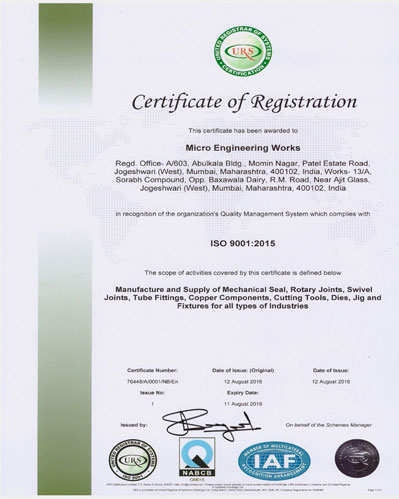 UNITED REGISTRAR OF SYSTEMS
URS
CERTIFICATION
Certificate of Registration
This certificate has been awarded to
Micro Engineering Works
Regd. Office- A/603, Abulkala Bldg., Momin Nagar, Patel Estate Road,
Jogeshwari (West), Mumbai, Maharashtra, 400102, India, Works- 13/A,
Sorabh Compound, Opp. Baxawala Dairy, R.M. Road, Near Ajit Glass,
Jogeshwari (West), Mumbai, Maharashtra, 400102, India
in recognition of the organization's Quality Management System which complies with
ISO 9001:2015
The scope of activities covered by this certificate is defined below
Manufacture and Supply of Mechanical Seal, Rotary Joints, Swivel
Joints, Tube Fittings, Copper Components, Cutting Tools, Dies, Jig and
Fixtures for all types of Industries
Certificate Number: Date of Issue: (Original) Date of Issue:
76448/A/0001/NB/En 12 August 2016 12 August 2016
Issue No: Expiry Date:
1 11 August 2019
Issued by: On behalf of the Schemes Manager
URS
NABCB
MEMBER OF MULTILATERAL
IAF